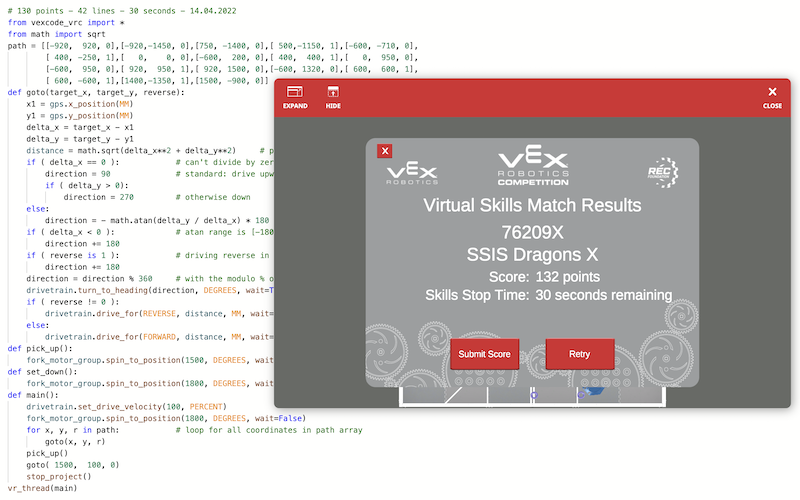 # 130 points - 42 lines - 30 seconds - 14.04.2022
from vexcode_vrc import *
from math import sqrt
path = [[-920, 920, 0],[-920,-1450, 0],[750, -1400, 0],[ 500,-1150, 1],[-600, -710, 0],
[ 400, -250, 1],[ 0, 0, 0],[-600, 200, 0],[ 400, 400, 1],[ 0, 950, 0],
[-600, 950, 0],[ 920, 950, 1],[ 920, 1500, 0],[-600, 1320, 0],[ 600, 600, 1],
[ 600, -600, 1],[1400,-1350, 1],[1500, -900, 0]]
def goto(target_x, target_y, reverse):
x1 = gps.x_position(MM)
y1 = gps.y_position(MM)
delta_x = target_x - x1
delta_y = target_y - y1
distance = math.sqrt(delta_x**2 + delta_y**2) # p
if ( delta_x == 0 ): # can't divide by zer
direction = 90 # standard: drive upw
if ( delta_y > 0):
direction = 270 # otherwise down
else:
direction = - math.atan(delta_y / delta_x) * 180
if ( delta_x < 0 ): # atan range is [-180
direction += 180
if ( reverse is 1 ): # driving reverse in
direction += 180
direction = direction % 360 # with the modulo % o
drivetrain.turn_to_heading(direction, DEGREES, wait=T
if ( reverse != 0 ):
drivetrain.drive_for(REVERSE, distance, MM, wait=
else:
drivetrain.drive_for(FORWARD, distance, MM, wait=
def pick_up():
fork_motor_group.spin_to_position(1500, DEGREES, wait=
def set_down():
fork_motor_group.spin_to_position(1800, DEGREES, wait=
def main():
drivetrain.set_drive_velocity(100, PERCENT)
fork_motor_group.spin_to_position(1800, DEGREES, wait=False)
for x, y, r in path: # loop for all coordinates in path array
goto(x, y, r)
pick_up()
goto( 1500, 100, 0)
stop_project()
vr_thread(main)
EXPAND HIDE CLOSE
X
VEX ROBOTICS
VEX ROBOTICS COMPETITION
REC FOUNDATION
Virtual Skills Match Results
76209X
SSIS Dragons X
Score: 132 points
Skills Stop Time: 30 seconds remaining
Submit Score Retry